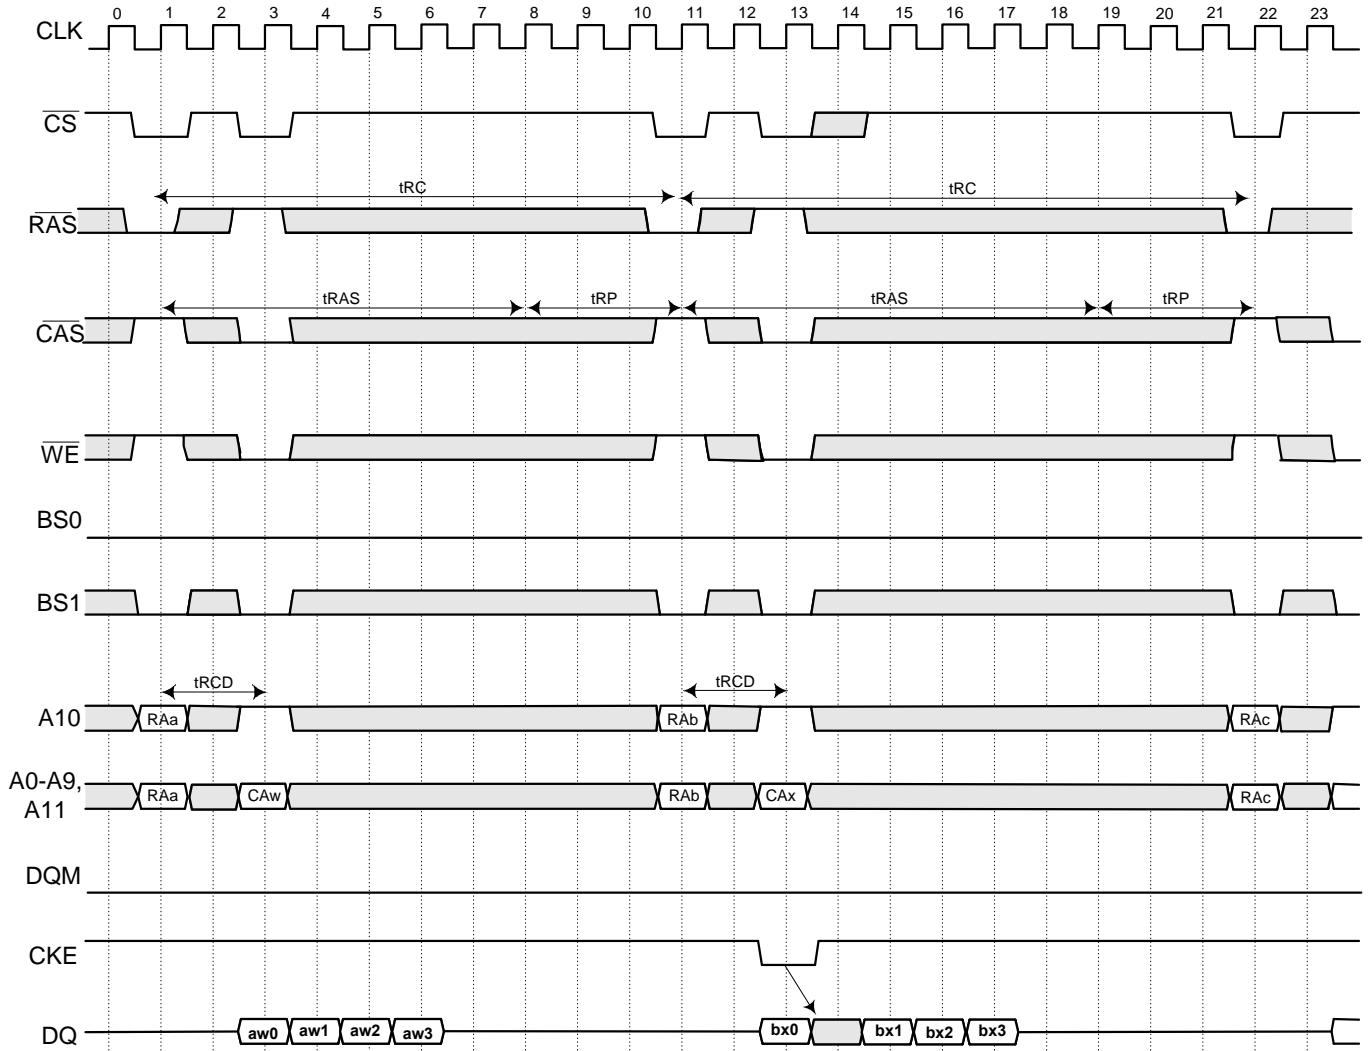 0 1 2 3 4 5 6 7 8 9 10 11 12 13 14 15 16 17 18 19 20 21 22 23
CLK
CS
tRC tRC
RAS
tRAS tRP tRAS tRP
CAS
WE
BS0
BS1
tRCD tRCD
A10 RAa RAb RAc
A0-A9,
A11 RAa CAw RAb CAx RAc
DQM
CKE
DQ aw0 aw1 aw2 aw3 bx0 bx1 bx2 bx3